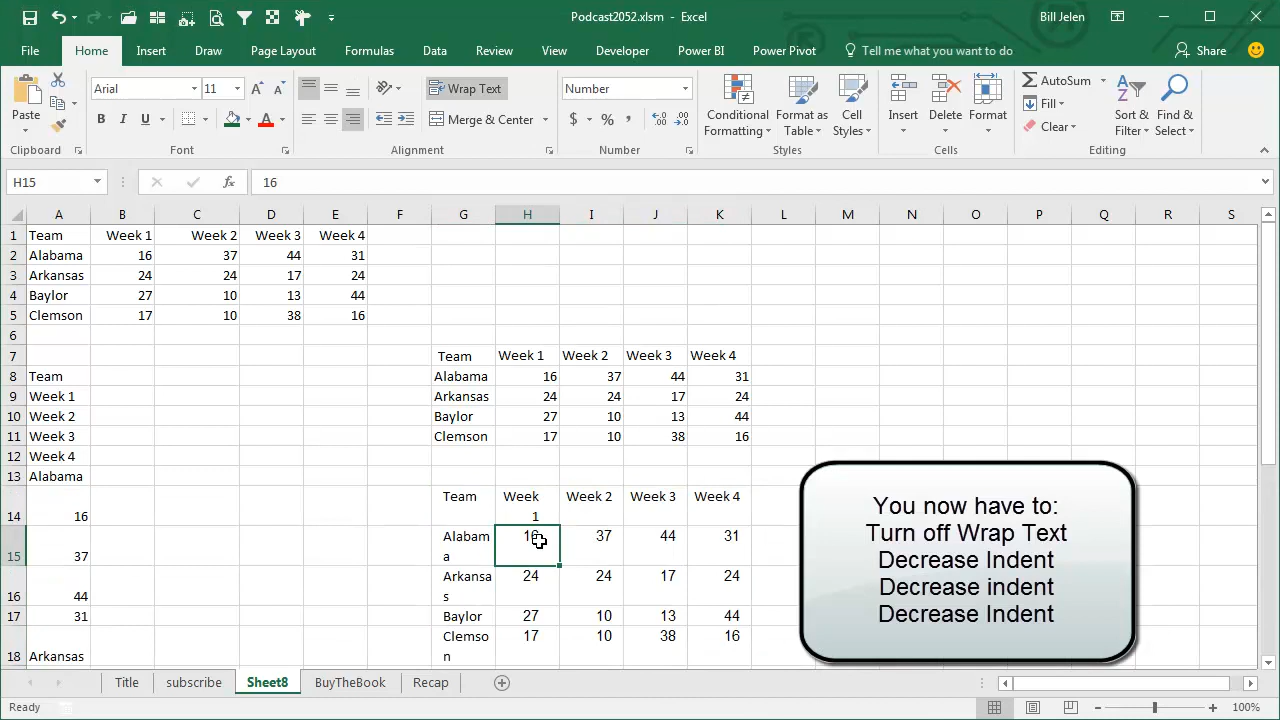 Podcast2052.xlsm - Excel
Bill Jelen
File Home Insert Draw Page Layout Formulas Data Review View Developer Power BI Power Pivot Tell me what you want to do Share
Paste
Clipboard
Arial 11
B I U
Font
Wrap Text
Merge & Center
Alignment
Number
$ % ,
Number
Conditional Formatting
Format as Table
Cell Styles
Styles
Insert Delete Format
Cells
AutoSum
Fill
Clear
Sort & Filter
Find & Select
Editing
H15 fx 16
A B C D E F G H I J K L M N O P Q R S
1 Team Week 1 Week 2 Week 3 Week 4
2 Alabama 16 37 44 31
3 Arkansas 24 24 17 24
4 Baylor 27 10 13 44
5 Clemson 17 10 38 16
6
7 Team Week 1 Week 2 Week 3 Week 4
8 Team Alabama 16 37 44 31
9 Week 1 Arkansas 24 24 17 24
10 Week 2 Baylor 27 10 13 44
11 Week 3 Clemson 17 10 38 16
12 Week 4
13 Alabama
Team Week Week 2 Week 3 Week 4
14 16 1
Alabam 16 37 44 31
15 37 a
Arkansa 24 24 17 24
16 44 s
17 31 Baylor 27 10 13 44
Clemso 17 10 38 16
18 Arkansas n
You now have to:
Turn off Wrap Text
Decrease Indent
Decrease indent
Decrease Indent
Title subscribe Sheet8 BuyTheBook Recap
Ready
100%